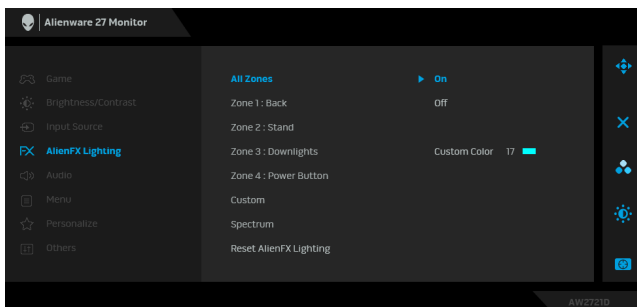 Alienware 27 Monitor
Game
Brightness/Contrast
Input Source
FX AlienFX Lighting
Audio
Menu
Personalize
Others
All Zones On
Zone 1 : Back Off
Zone 2 : Stand
Zone 3 : Downlights Custom Color 17
Zone 4 : Power Button
Custom
Spectrum
Reset AlienFX Lighting
AW2721D